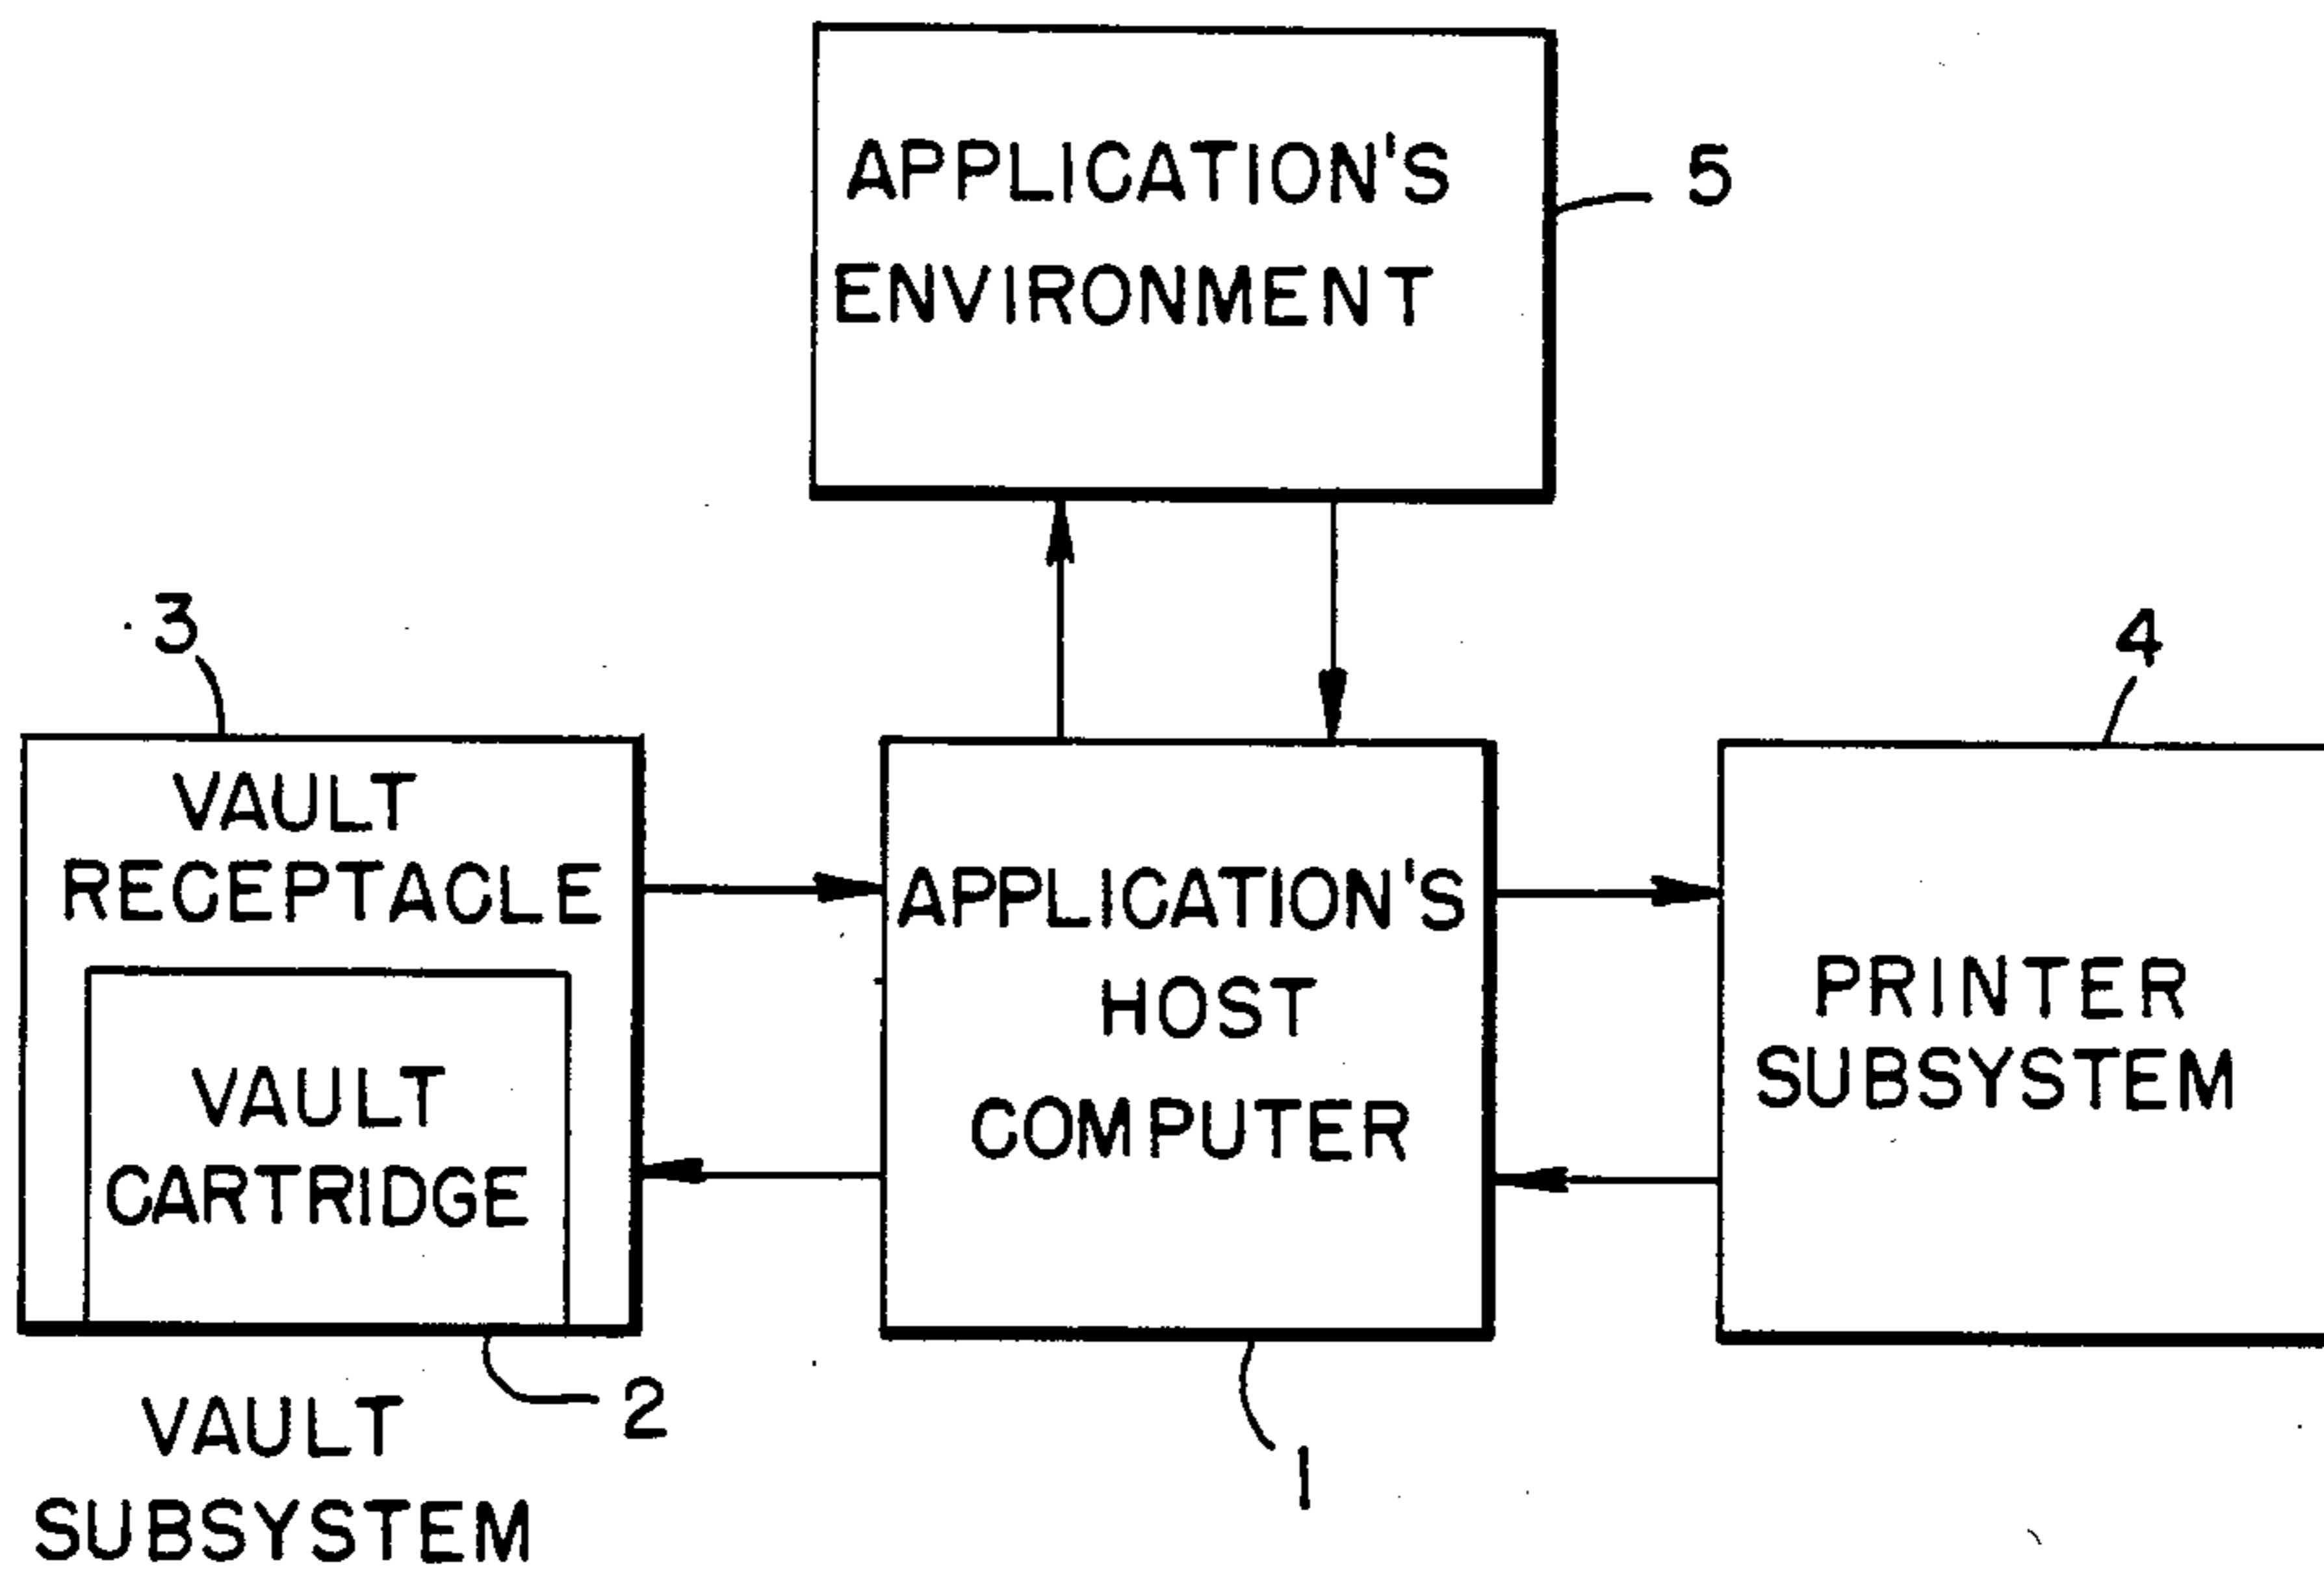 APPLICATION'S
ENVIRONMENT
5
3
4
VAULT
RECEPTACLE
VAULT
CARTRIDGE
APPLICATION'S
HOST
COMPUTER
PRINTER
SUBSYSTEM
2
1
VAULT
SUBSYSTEM